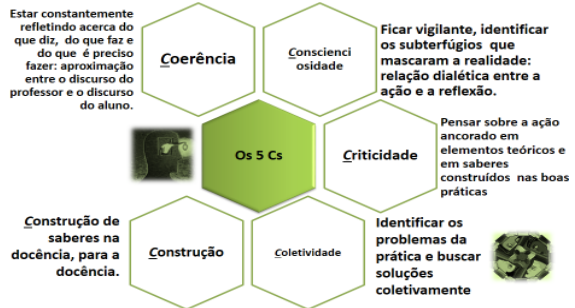 Estar constantemente
refletindo acerca do
que diz, do que faz e
do que é preciso
fazer: aproximação
entre o discurso do
professor e o discurso
do aluno.
Coerência
Conscienci
osidade
Ficar vigilante, identificar
os subterfúgios que
mascaram a realidade:
relação dialética entre a
ação e a reflexão.
Os 5 Cs
Criticidade
Pensar sobre a ação
ancorado em
elementos teóricos e
em saberes
construídos nas boas
práticas
Construção de
saberes na
docência, para a
docência.
Construção
Coletividade
Identificar os
problemas da
prática e buscar
soluções
coletivamente